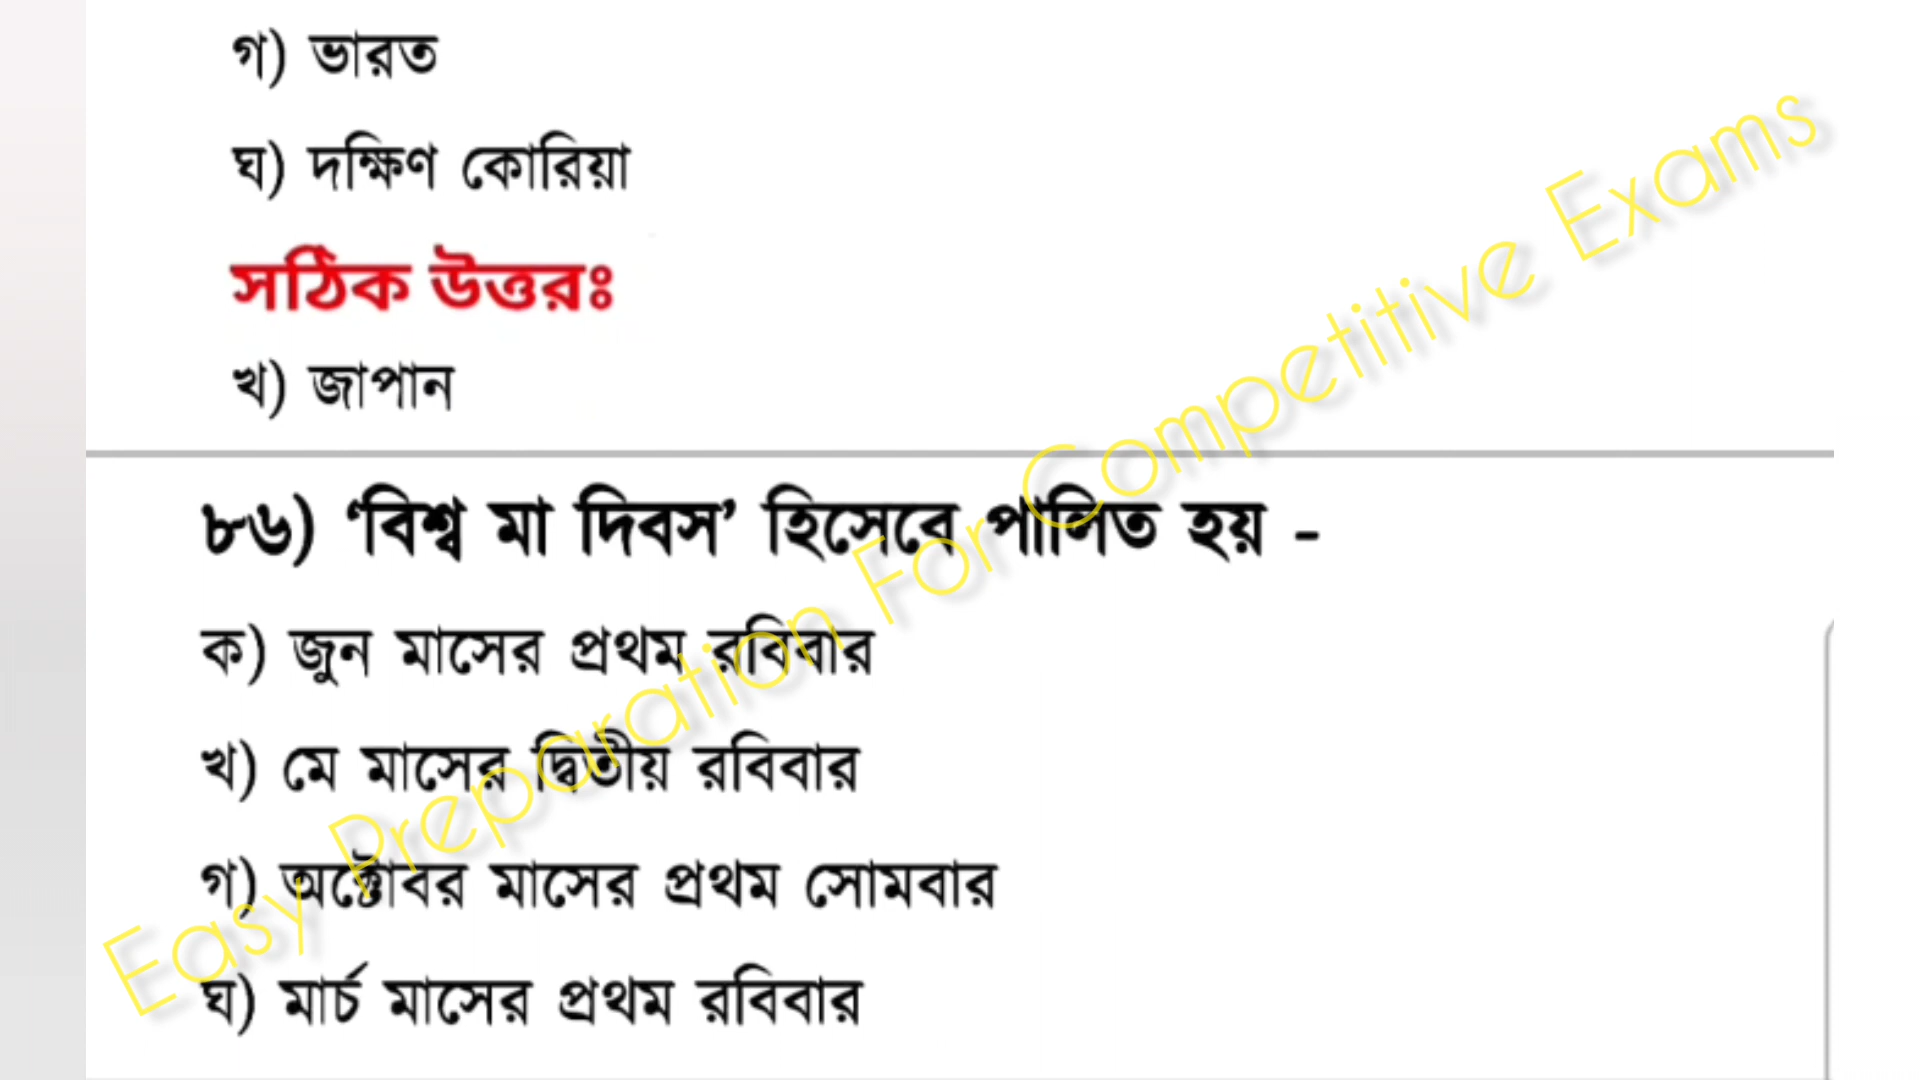 গ) ভারত
ঘ) দক্ষিণ কোরিয়া
সঠিক উত্তরঃ
খ) জাপান
৮৬) ‘বিশ্ব মা দিবস’ হিসেবে পালিত হয় -
ক) জুন মাসের প্রথম রবিবার
খ) মে মাসের দ্বিতীয় রবিবার
গ) অক্টোবর মাসের প্রথম সোমবার
ঘ) মার্চ মাসের প্রথম রবিবার
Easy Preparation For Competitive Exams